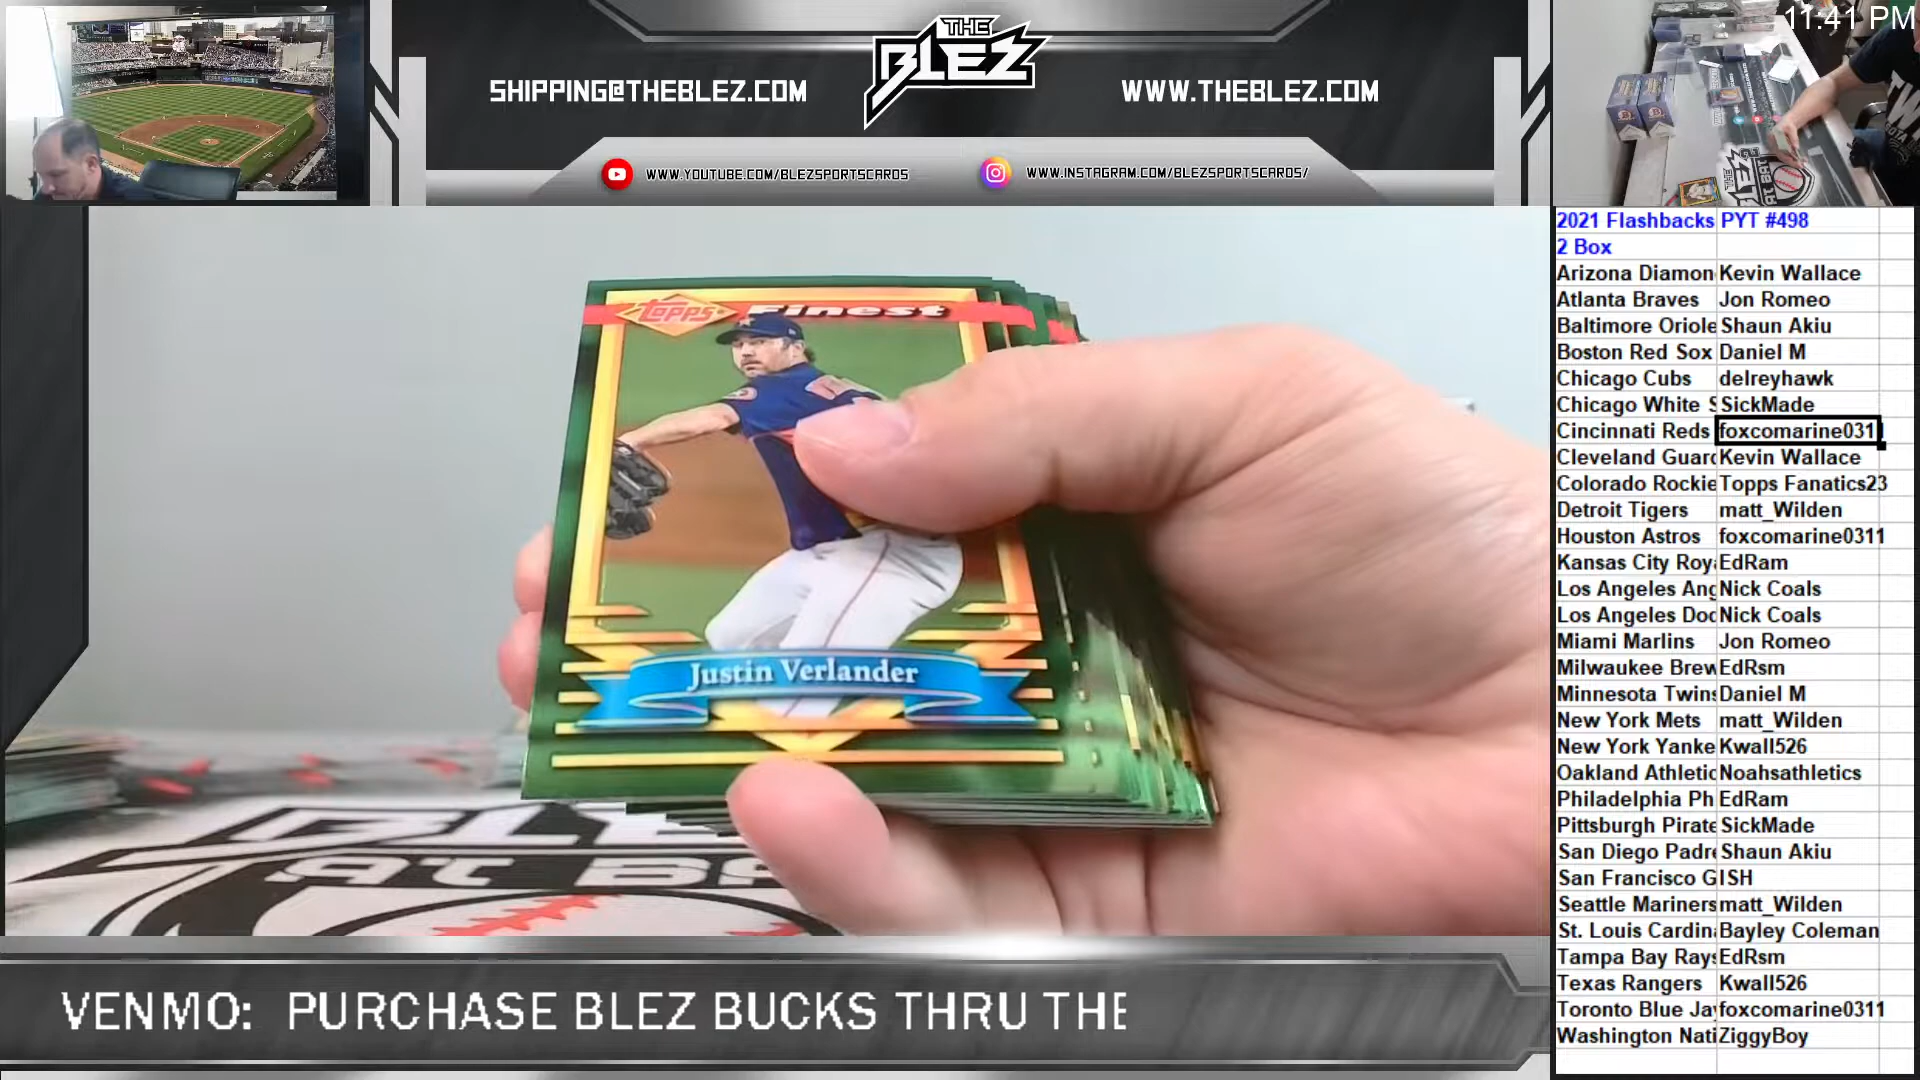 11:41 PM
THE
BLEZ
SHIPPING@THEBLEZ.COM
WWW.THEBLEZ.COM
WWW.YOUTUBE.COM/BLEZSPORTSCARDS
WWW.INSTAGRAM.COM/BLEZSPORTSCARDS/
2021 Flashbacks PYT #498
2 Box
Arizona Diamon Kevin Wallace
Atlanta Braves Jon Romeo
Baltimore Oriole Shaun Akiu
Boston Red Sox Daniel M
Chicago Cubs delreyhawk
Chicago White S SickMade
Cincinnati Reds foxcomarine0311
Cleveland Guard Kevin Wallace
Colorado Rockie Topps Fanatics23
Detroit Tigers matt_Wilden
Houston Astros foxcomarine0311
Kansas City Roya EdRam
Los Angeles Ang Nick Coals
Los Angeles Dod Nick Coals
Miami Marlins Jon Romeo
Milwaukee Brew EdRsm
Minnesota Twins Daniel M
New York Mets matt_Wilden
New York Yanke Kwall526
Oakland Athletic Noahsathletics
Philadelphia Ph EdRam
Pittsburgh Pirate SickMade
San Diego Padre Shaun Akiu
San Francisco G ISH
Seattle Mariners matt_Wilden
St. Louis Cardina Bayley Coleman
Tampa Bay Rays EdRsm
Texas Rangers Kwall526
Toronto Blue Jay foxcomarine0311
Washington Nati ZiggyBoy
Topps Finest
Justin Verlander
AT BA
VENMO: PURCHASE BLEZ BUCKS THRU THE